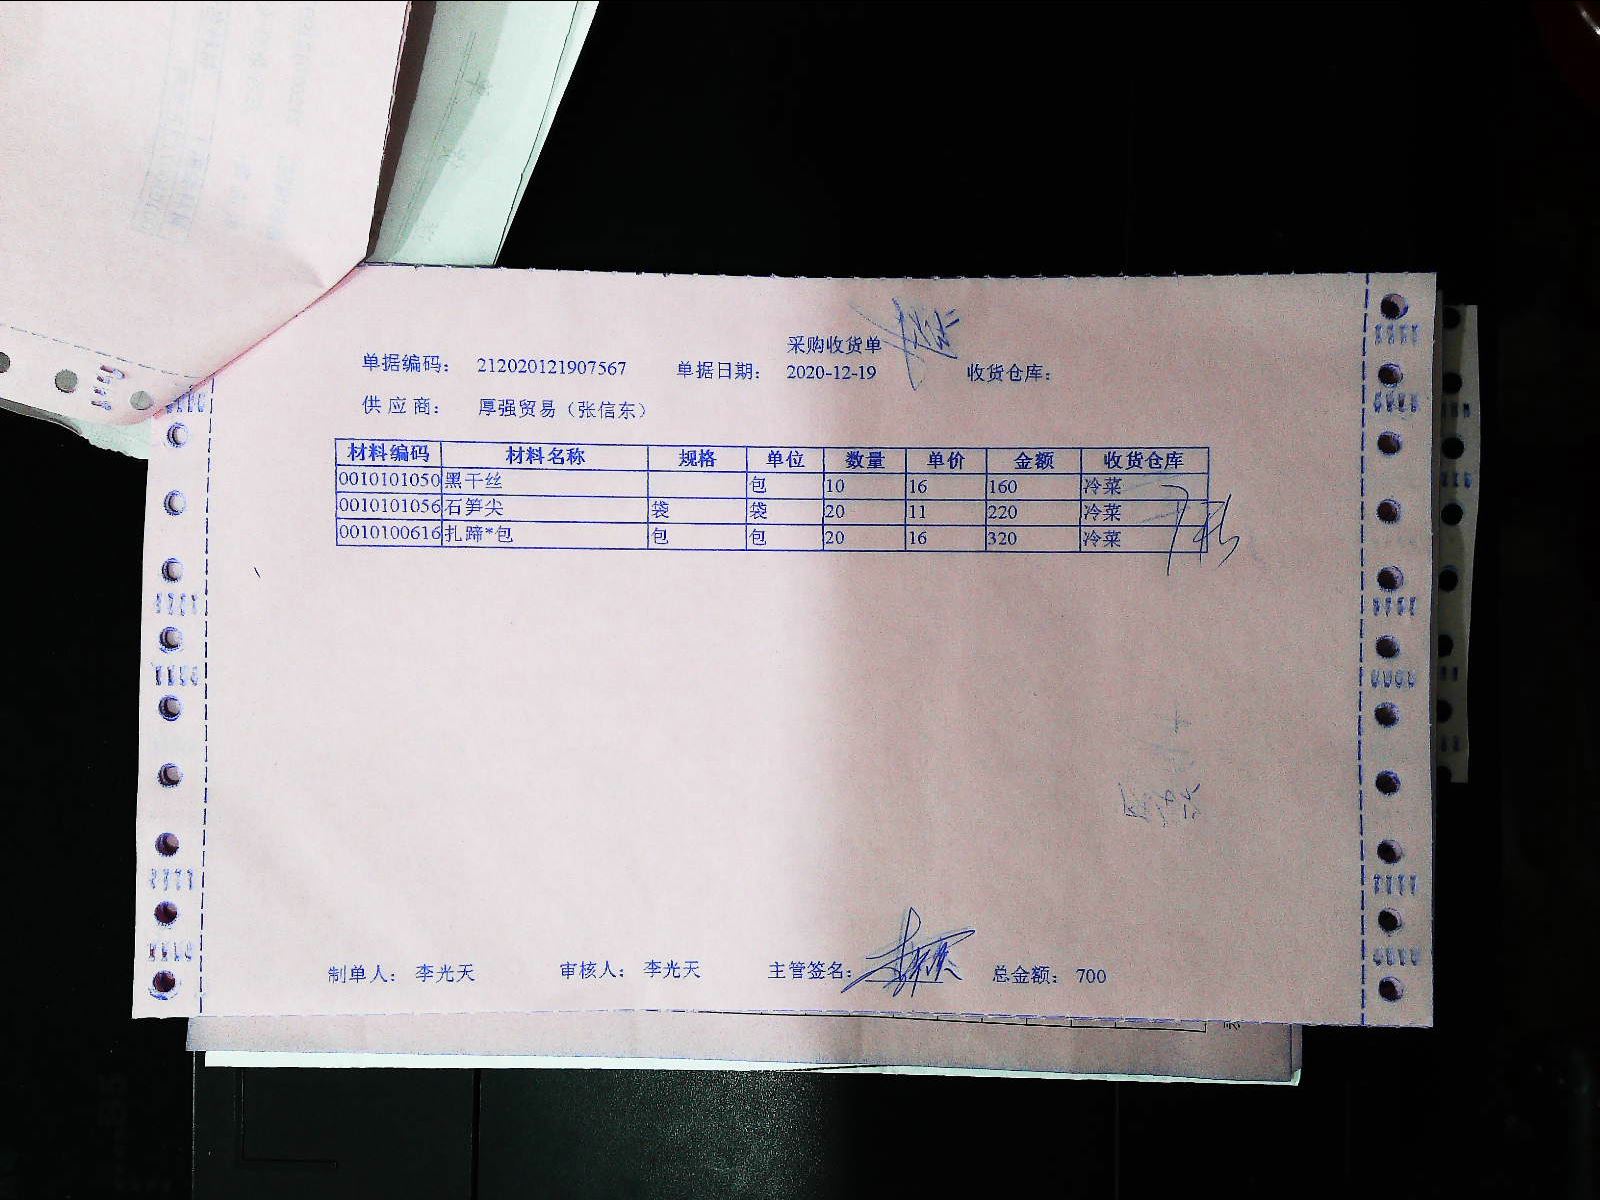 采购收货单
单据编码： 212020121907567 单据日期： 2020-12-19 收货仓库：
供应商： 厚强贸易（张信东）
材料编码 材料名称 规格 单位 数量 单价 金额 收货仓库
0010101050 黑干丝 包 10 16 160 冷菜
0010101056 石笋尖 袋 袋 20 11 220 冷菜
0010100616 扎蹄*包 包 包 20 16 320 冷菜
制单人： 李光天 审核人： 李光天 主管签名： 总金额： 700